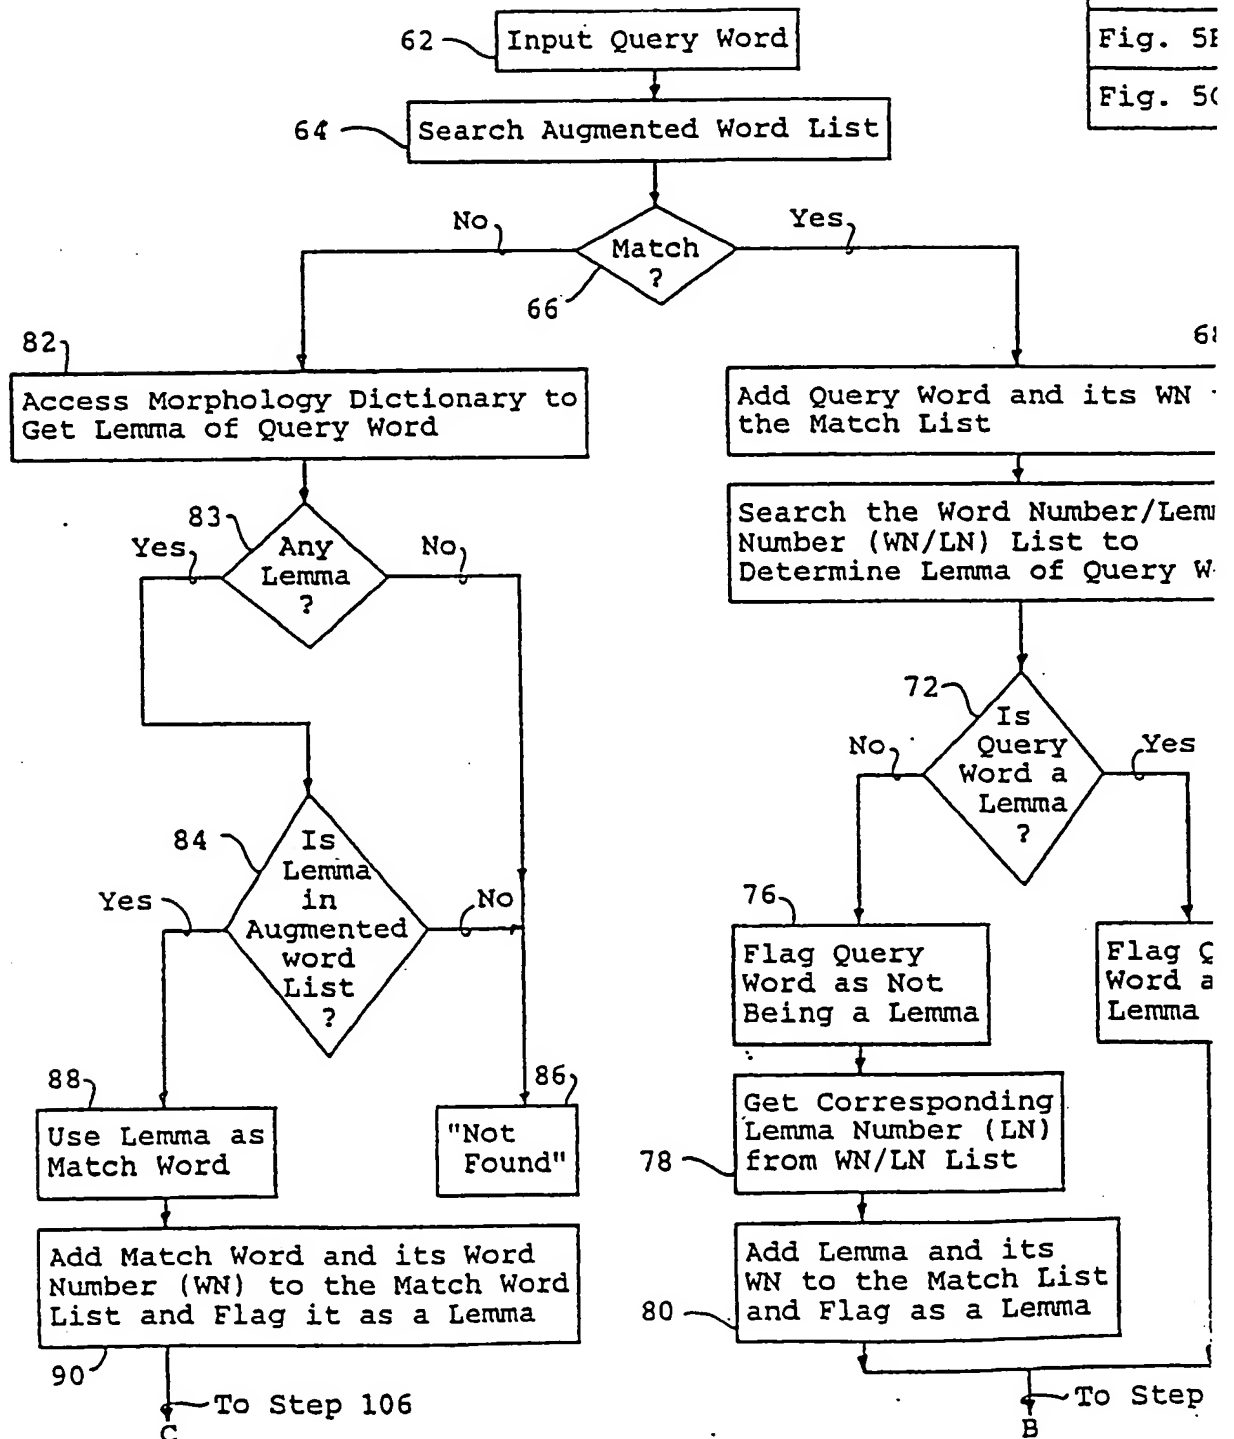 62
Input Query Word
Fig.
Fig.
64
Search Augmented Word List
No
Yes
Match
?
66
82
Access Morphology Dictionary to
Get Lemma of Query Word
Add Query Word and its WN
the Match List
83
Yes
Any
Lemma
?
No
Search the Word Number/
Number (WN/LN) List to
Determine Lemma of Query
72
No
Is
Query
Word a
Lemma
?
Yes
84
Yes
Is
Lemma
in
Augmented
word
List
?
No
76
Flag Query
Word as Not
Being a Lemma
Flag
Word
Lemma
88
Use Lemma as
Match Word
86
"Not
Found"
78
Get Corresponding
Lemma Number (LN)
from WN/LN List
90
Add Match Word and its Word
Number (WN) to the Match Word
List and Flag it as a Lemma
80
Add Lemma and its
WN to the Match List
and Flag as a Lemma
To Step 106
C
To Step
B